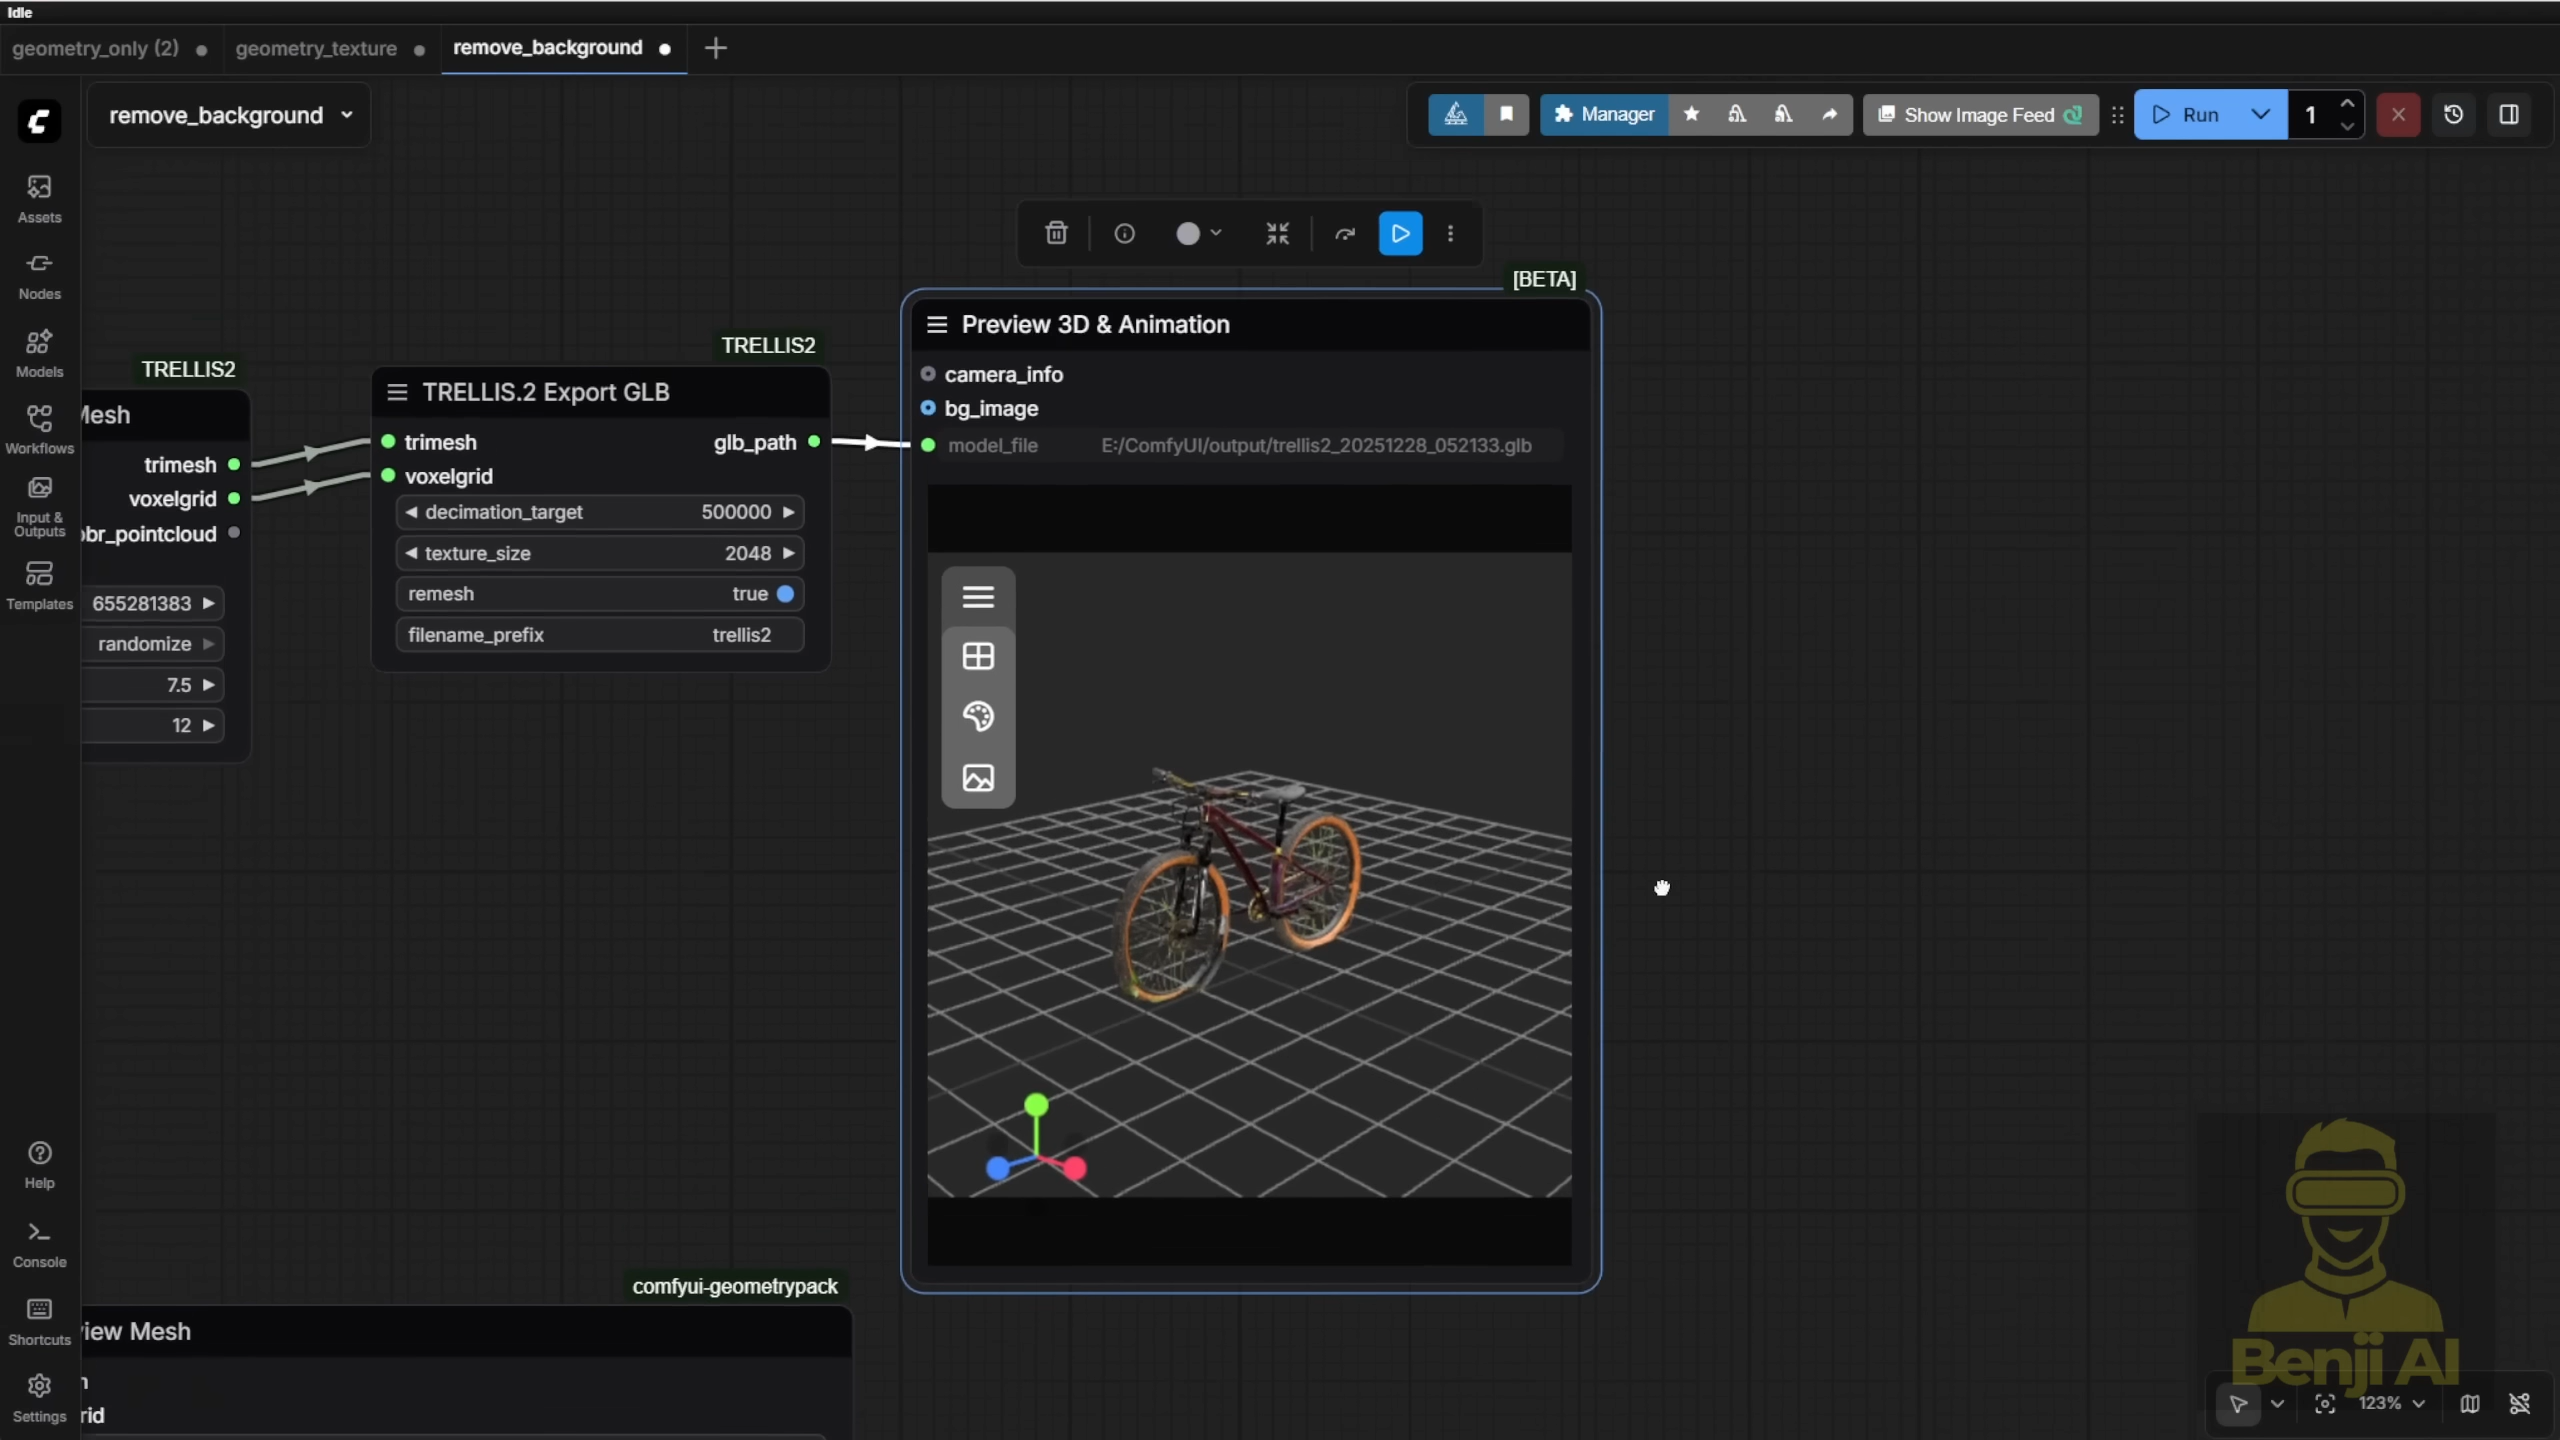 Idle
geometry_only (2)
geometry_texture
remove_background
remove_background
Manager
Show Image Feed
Run
1
Assets
Nodes
Models
Workflows
Input &
Outputs
Templates
Help
Console
Shortcuts
Settings
TRELLIS2
Mesh
trimesh
voxelgrid
pbr_pointcloud
655281383
randomize
7.5
12
TRELLIS2
TRELLIS.2 Export GLB
trimesh
glb_path
voxelgrid
decimation_target 500000
texture_size 2048
remesh true
filename_prefix trellis2
[BETA]
Preview 3D & Animation
camera_info
bg_image
model_file E:/ComfyUI/output/trellis2_20251228_052133.glb
comfyui-geometrypack
view Mesh
rid
Benji AI
123%